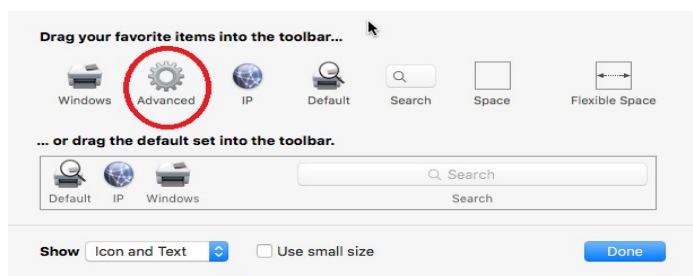 Drag your favorite items into the toolbar...
Windows Advanced IP Default Search Space Flexible Space
... or drag the default set into the toolbar.
Search
Default IP Windows Search
Show Icon and Text Use small size Done